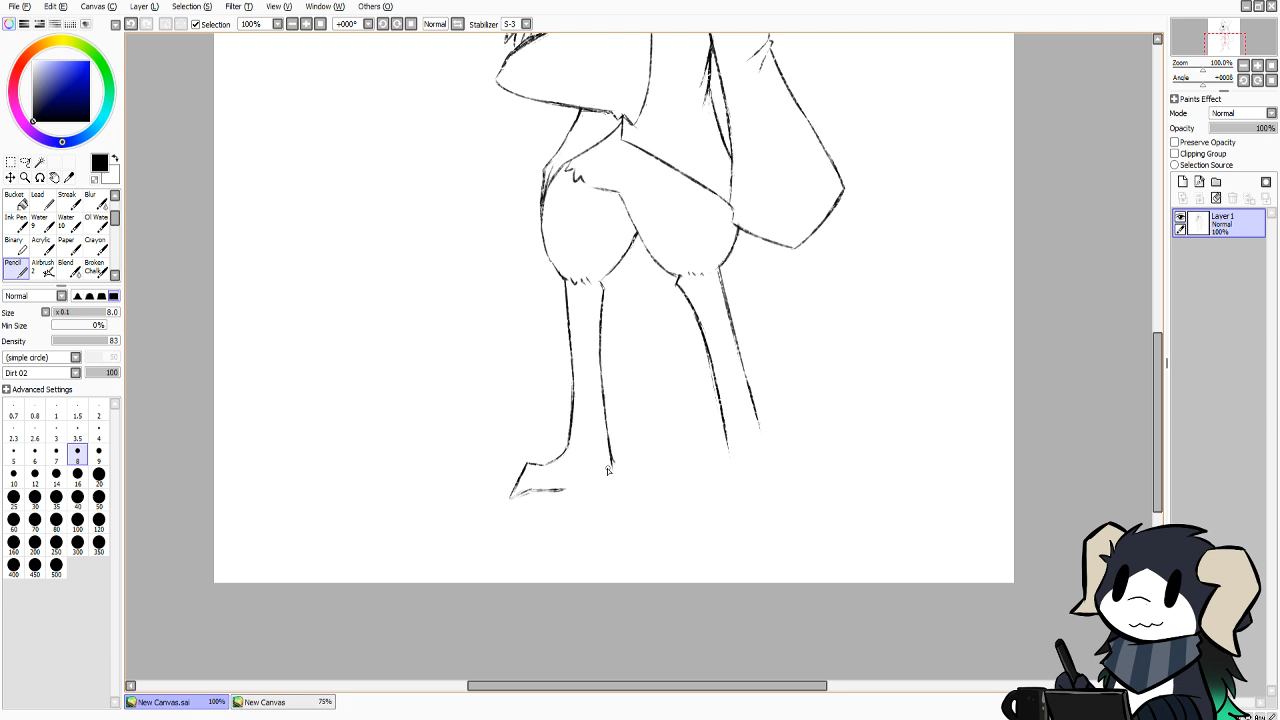 File (F) Edit (E) Canvas (C) Layer (L) Selection (S) Filter (T) View (V) Window (W) Others (O)
Selection 100% +000° Normal Stabilizer S-3
Bucket Lead Streak Blur
Ink Pen Water Water Oil Water
9 10
Binary Acrylic Paper Crayon
Pencil Airbrush Blend Broken
2 Chalk
Normal
Size x 0.1 8.0
Min Size 0%
Density 83
(simple circle) 50
Dirt 02 100
Advanced Settings
0.7 0.8 1 1.5 2
2.3 2.6 3 3.5 4
5 6 7 8 9
10 12 14 16 20
25 30 35 40 50
60 70 80 100 120
160 200 250 300 350
400 450 500
Zoom 100.0%
Angle +0008
Paints Effect
Mode Normal
Opacity 100%
Preserve Opacity
Clipping Group
Selection Source
Layer 1
Normal
100%
New Canvas.sai 100% New Canvas 75%